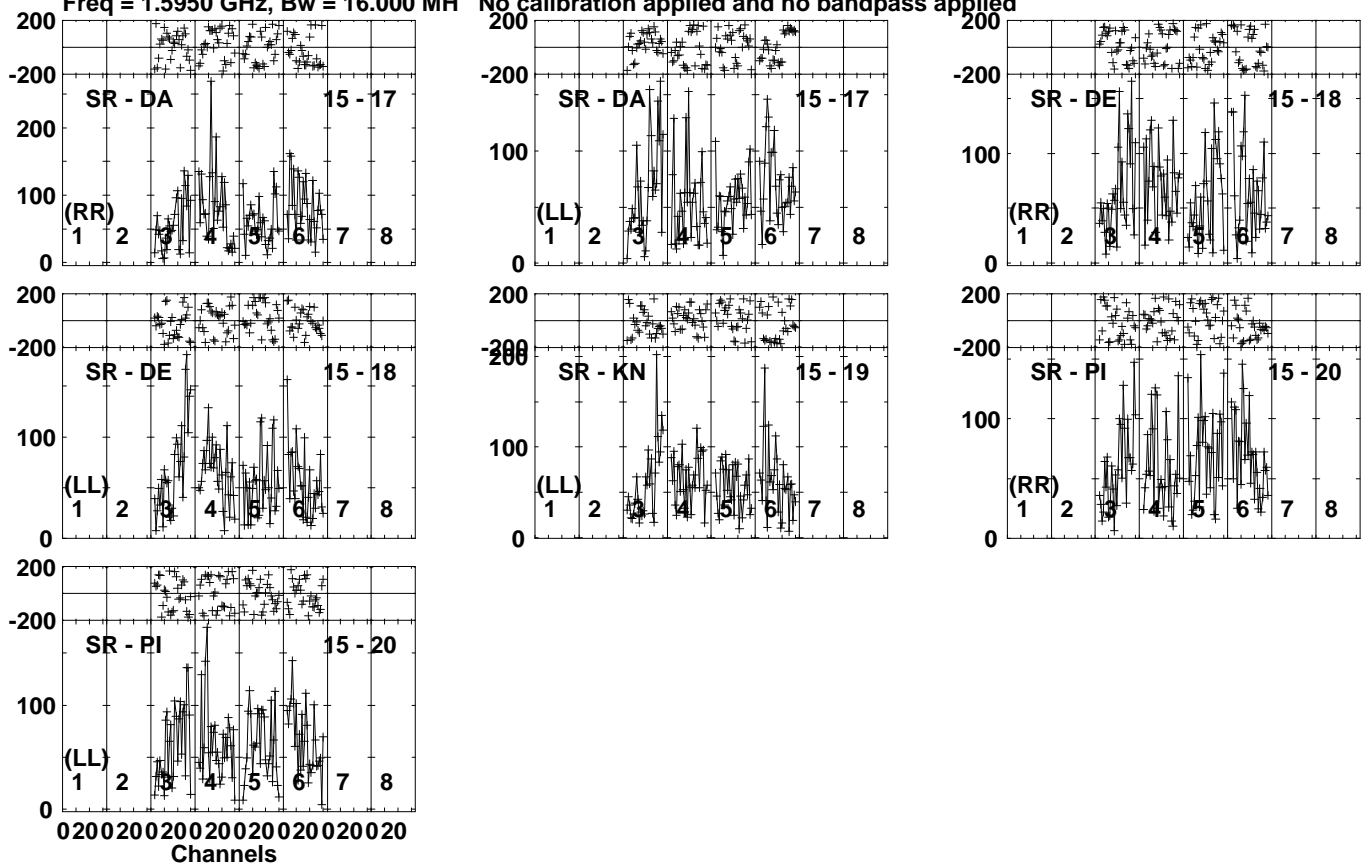 Freq = 1.5950 GHz, Bw = 16.000 MH No calibration applied and no bandpass applied
200
-200
SR - DA 15 - 17
200
100
(RR)
1 2 3 4 5 6 7 8
0
SR - DA 15 - 17
100
(LL)
1 2 3 4 5 6 7 8
0
SR - DE 15 - 18
100
(RR)
1 2 3 4 5 6 7 8
0
200
-200
SR - DE 15 - 18
100
(LL)
1 2 3 4 5 6 7 8
0
200
-200
200
SR - KN 15 - 19
100
(LL)
1 2 3 4 5 6 7 8
0
200
-200
SR - PI 15 - 20
100
(RR)
1 2 3 4 5 6 7 8
0
200
-200
SR - PI 15 - 20
100
(LL)
1 2 3 4 5 6 7 8
0
0 20 0 20 0 20 0 20 0 20 0 20 0 20 0 20
Channels